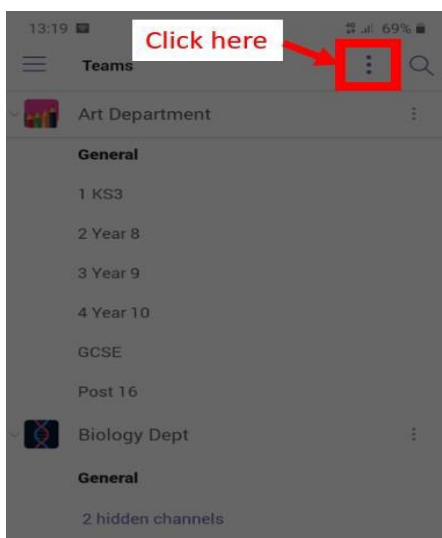 13:19 69%
Click here
Teams
Art Department
General
1 KS3
2 Year 8
3 Year 9
4 Year 10
GCSE
Post 16
Biology Dept
General
2 hidden channels